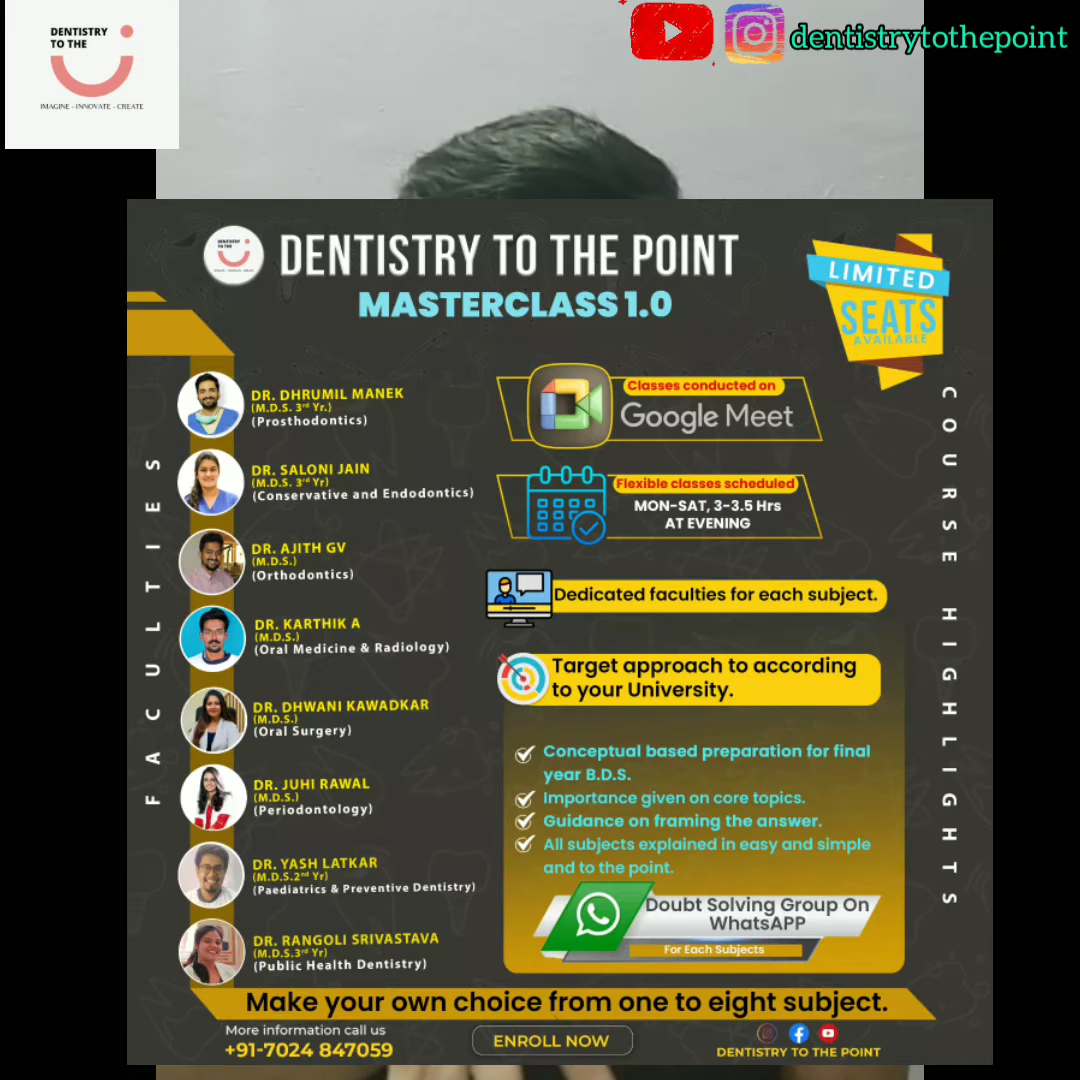 DENTISTRY
TO THE
IMAGINE - INNOVATE - CREATE
dentistrytothepoint
DENTISTRY TO THE POINT
MASTERCLASS 1.0
LIMITED
SEATS
AVAILABLE
FACULTIES
DR. DHRUMIL MANEK
(M.D.S. 3rd Yr.)
(Prosthodontics)
DR. SALONI JAIN
(M.D.S. 3rd Yr)
(Conservative and Endodontics)
DR. AJITH GV
(M.D.S.)
(Orthodontics)
DR. KARTHIK A
(M.D.S.)
(Oral Medicine & Radiology)
DR. DHWANI KAWADKAR
(M.D.S.)
(Oral Surgery)
DR. JUHI RAWAL
(M.D.S.)
(Periodontology)
DR. YASH LATKAR
(M.D.S.2nd Yr)
(Paediatrics & Preventive Dentistry)
DR. RANGOLI SRIVASTAVA
(M.D.S.3rd Yr)
(Public Health Dentistry)
Classes conducted on
Google Meet
Flexible classes scheduled
MON-SAT, 3-3.5 Hrs
AT EVENING
Dedicated faculties for each subject.
Target approach to according
to your University.
Conceptual based preparation for final
year B.D.S.
Importance given on core topics.
Guidance on framing the answer.
All subjects explained in easy and simple
and to the point.
Doubt Solving Group On
WhatsAPP
For Each Subjects
COURSE HIGHLIGHTS
Make your own choice from one to eight subject.
More information call us
+91-7024 847059
ENROLL NOW
DENTISTRY TO THE POINT